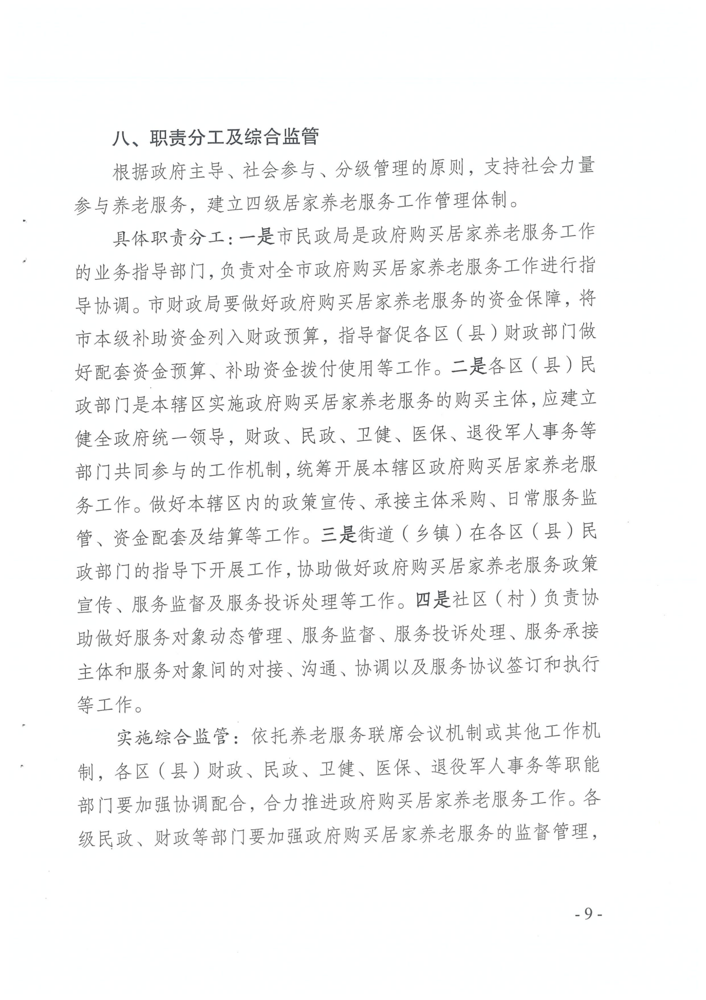 八、职责分工及综合监管
根据政府主导、社会参与、分级管理的原则，支持社会力量
参与养老服务，建立四级居家养老服务工作管理体制。
具体职责分工：一是市民政局是政府购买居家养老服务工作
的业务指导部门，负责对全市政府购买居家养老服务工作进行指
导协调。市财政局要做好政府购买居家养老服务的资金保障，将
市本级补助资金列入财政预算，指导督促各区（县）财政部门做
好配套资金预算、补助资金拨付使用等工作。二是各区（县）民
政部门是本辖区实施政府购买居家养老服务的购买主体，应建立
健全政府统一领导，财政、民政、卫健、医保、退役军人事务等
部门共同参与的工作机制，统筹开展本辖区政府购买居家养老服
务工作。做好本辖区内的政策宣传、承接主体采购、日常服务监
管、资金配套及结算等工作。三是街道（乡镇）在各区（县）民
政部门的指导下开展工作，协助做好政府购买居家养老服务政策
宣传、服务监督及服务投诉处理等工作。四是社区（村）负责协
助做好服务对象动态管理、服务监督、服务投诉处理、服务承接
主体和服务对象间的对接、沟通、协调以及服务协议签订和执行
等工作。
实施综合监管：依托养老服务联席会议机制或其他工作机
制，各区（县）财政、民政、卫健、医保、退役军人事务等职能
部门要加强协调配合，合力推进政府购买居家养老服务工作。各
级民政、财政等部门要加强政府购买居家养老服务的监督管理，
- 9 -